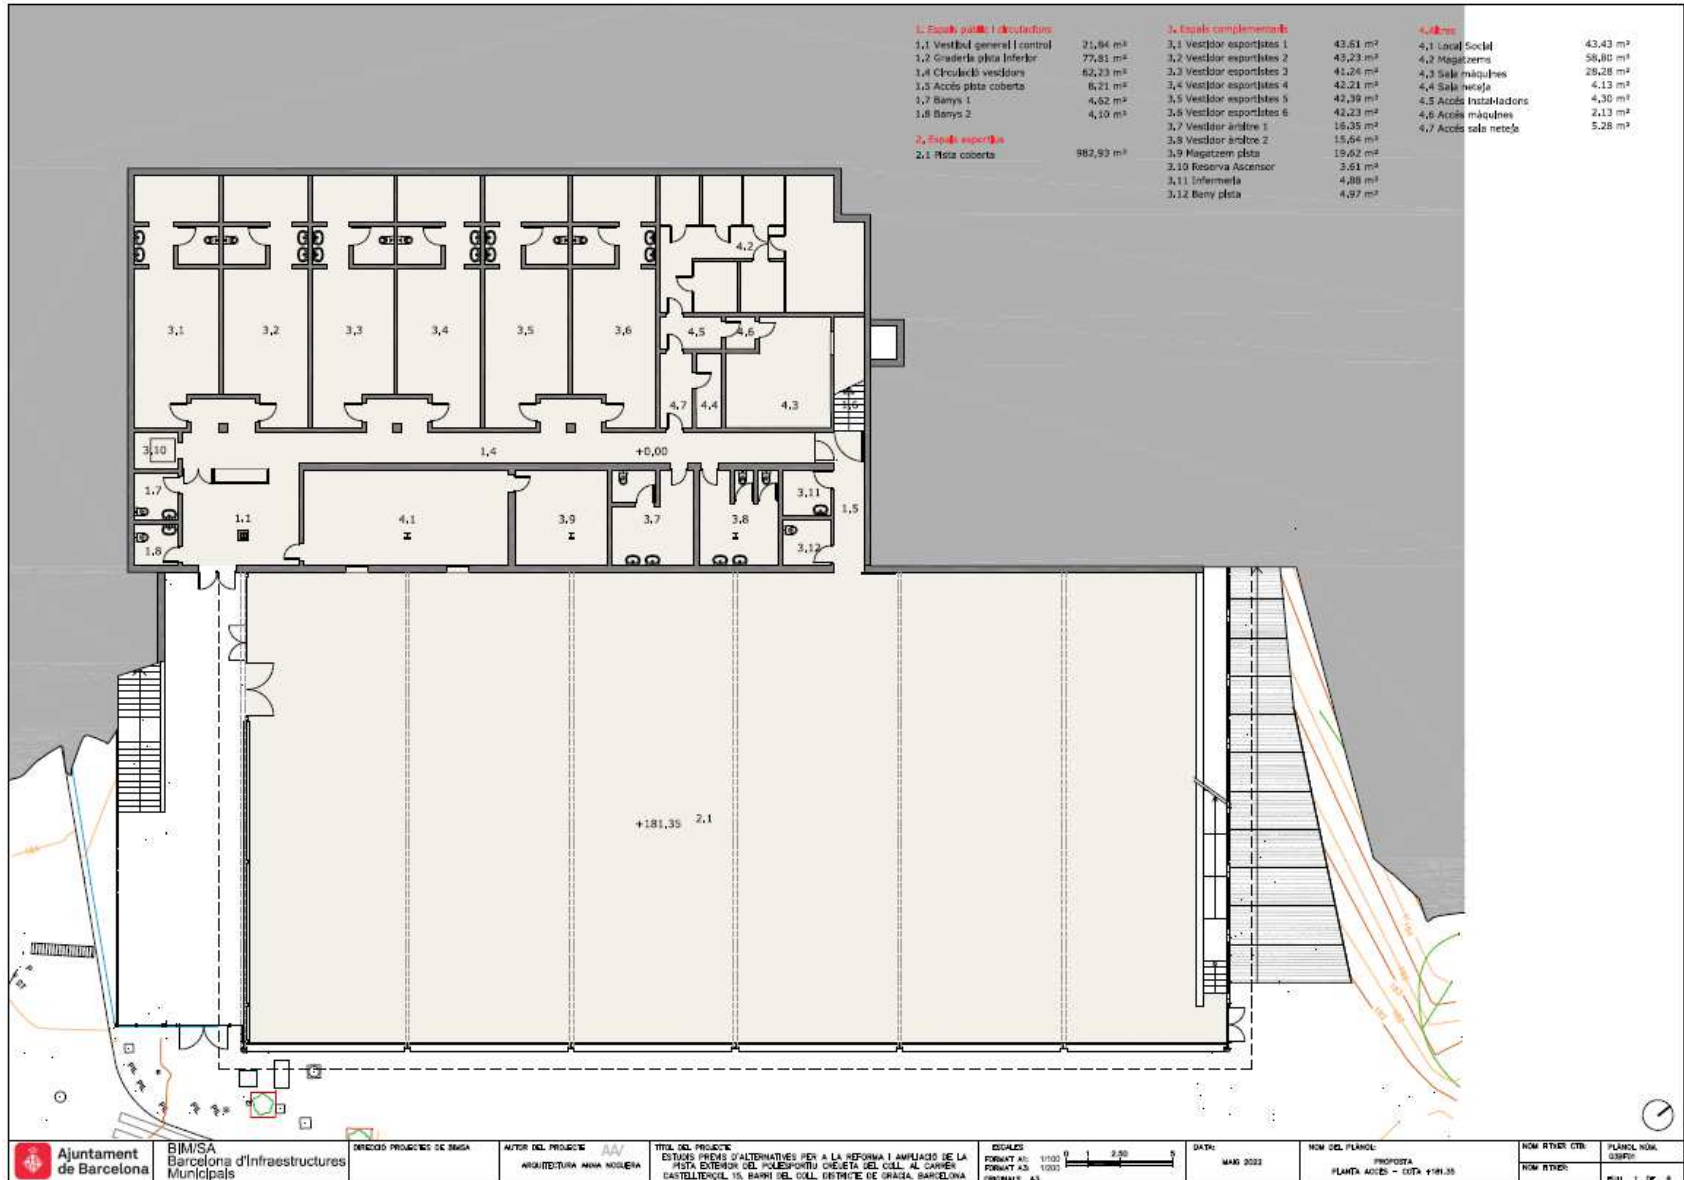 1. Espais públic i circulacions
1.1 Vestíbul general i control 21,84 m²
1.2 Graderia pista inferior 77,81 m²
1.4 Circulació vestidors 62,23 m²
1.5 Accés pista coberta 8,21 m²
1.7 Banys 1 4,62 m²
1.8 Banys 2 4,10 m²
2. Espais esportius
2.1 Pista coberta 982,93 m²
3. Espais complementaris
3.1 Vestidor esportistes 1 43,61 m²
3.2 Vestidor esportistes 2 43,23 m²
3.3 Vestidor esportistes 3 41,24 m²
3.4 Vestidor esportistes 4 42,21 m²
3.5 Vestidor esportistes 5 42,39 m²
3.6 Vestidor esportistes 6 42,23 m²
3.7 Vestidor àrbitre 1 16,35 m²
3.8 Vestidor àrbitre 2 15,64 m²
3.9 Magatzem pista 19,62 m²
3.10 Reserva Ascensor 3,61 m²
3.11 Infermeria 4,88 m²
3.12 Bany pista 4,97 m²
4. Altres
4.1 Local Social 43,43 m²
4.2 Magatzems 58,80 m²
4.3 Sala màquines 28,28 m²
4.4 Sala neteja 4,13 m²
4.5 Accés instal·lacions 4,30 m²
4.6 Accés màquines 2,13 m²
4.7 Accés sala neteja 5,28 m²
4.2
3.1 3.2 3.3 3.4 3.5 3.6 4.5 4.6
4.7 4.4 4.3 1.6
3.10 1.4 +0,00
1.7 3.11
1.1 4.1 3.9 3.7 3.8 1.5
1.8 3.12
+181,35 2.1
Ajuntament
de Barcelona
BIM/SA
Barcelona d'Infraestructures
Municipals
DIRECCIÓ PROJECTES DE BIMSA
AUTOR DEL PROJECTE
ARQUITECTURA ANNA NOGUERA
TÍTOL DEL PROJECTE
ESTUDIS PREVIS D'ALTERNATIVES PER A LA REFORMA I AMPLIACIÓ DE LA
PISTA EXTERIOR DEL POLIESPORTIU CREUETA DEL COLL, AL CARRER
CASTELLTERÇOL, 15, BARRI DEL COLL, DISTRICTE DE GRÀCIA, BARCELONA
ESCALES
FORMAT A1: 1/100
FORMAT A3: 1/200
ORIGINALS A3
0 1 2.50 5
DATA:
MAIG 2022
NOM DEL PLÀNOL:
PROPOSTA
PLANTA ACCÉS - COTA +181.35
NOM FITXER CTB:
NOM FITXER:
PLÀNOL NÚM.